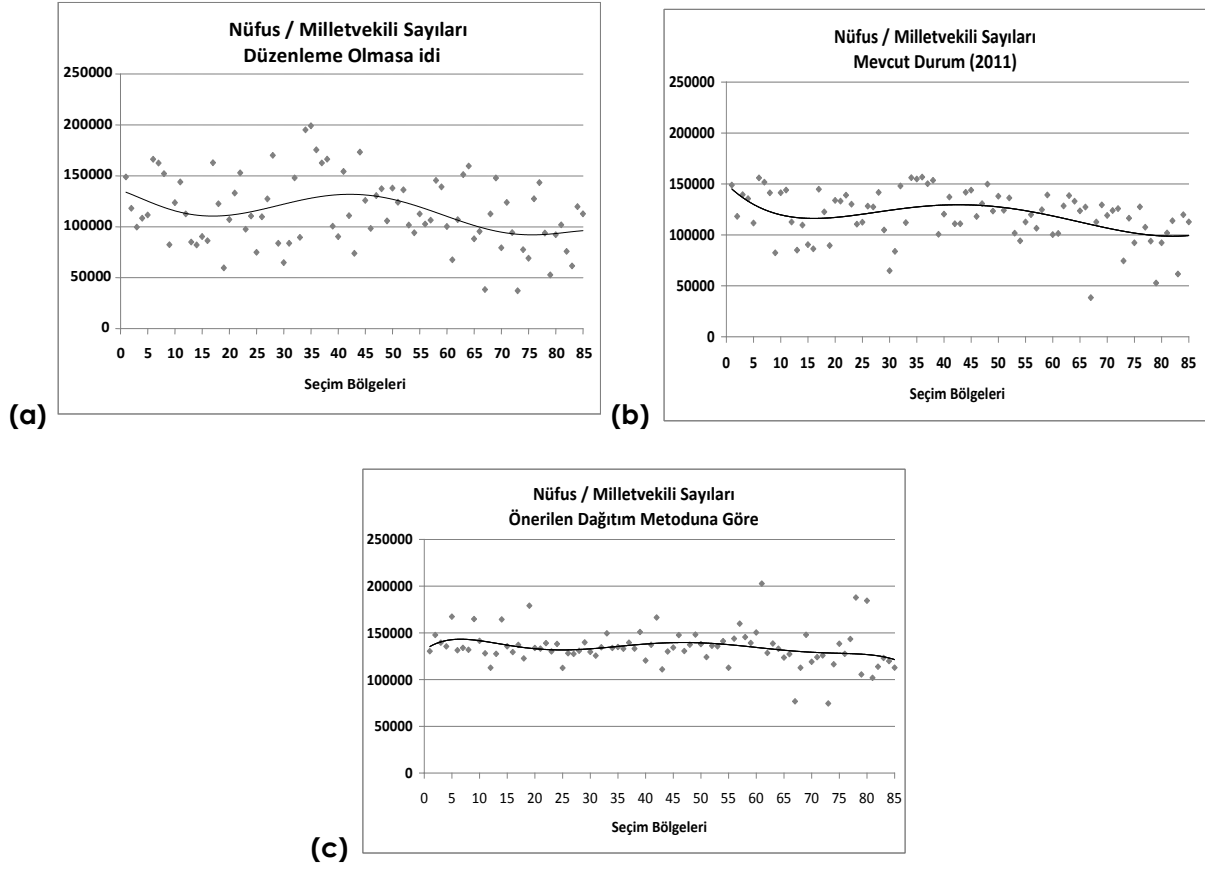 Nüfus / Milletvekili Sayıları
Düzenleme Olmasa idi
250000
200000
150000
100000
50000
0
0 5 10 15 20 25 30 35 40 45 50 55 60 65 70 75 80 85
Seçim Bölgeleri
(a)
Nüfus / Milletvekili Sayıları
Mevcut Durum (2011)
250000
200000
150000
100000
50000
0
0 5 10 15 20 25 30 35 40 45 50 55 60 65 70 75 80 85
Seçim Bölgeleri
(b)
Nüfus / Milletvekili Sayıları
Önerilen Dağıtım Metoduna Göre
250000
200000
150000
100000
50000
0
0 5 10 15 20 25 30 35 40 45 50 55 60 65 70 75 80 85
Seçim Bölgeleri
(c)